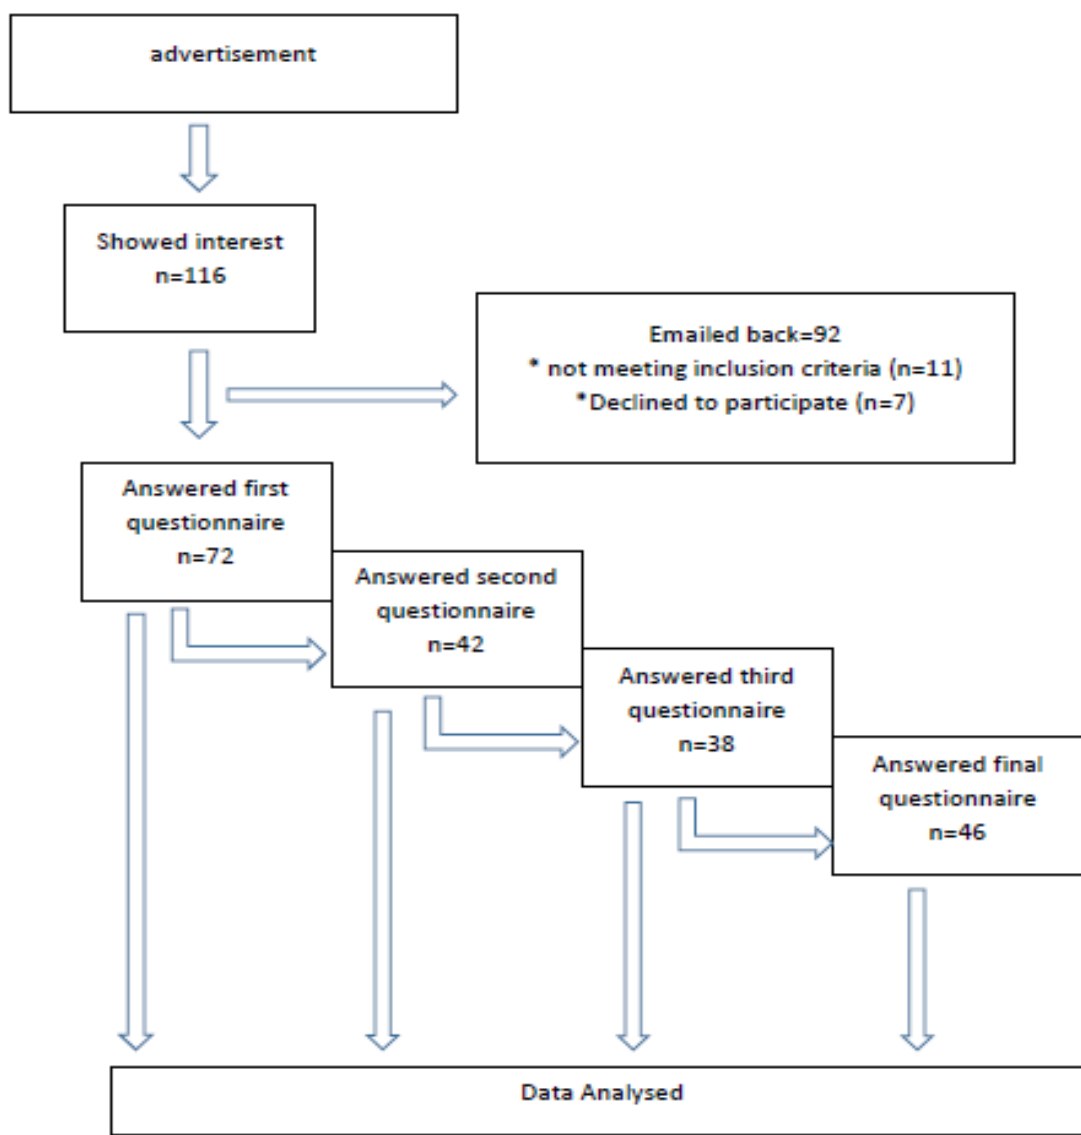 advertisement
Showed interest
n=116
Emailed back=92
* not meeting inclusion criteria (n=11)
*Declined to participate (n=7)
Answered first
questionnaire
n=72
Answered second
questionnaire
n=42
Answered third
questionnaire
n=38
Answered final
questionnaire
n=46
Data Analysed